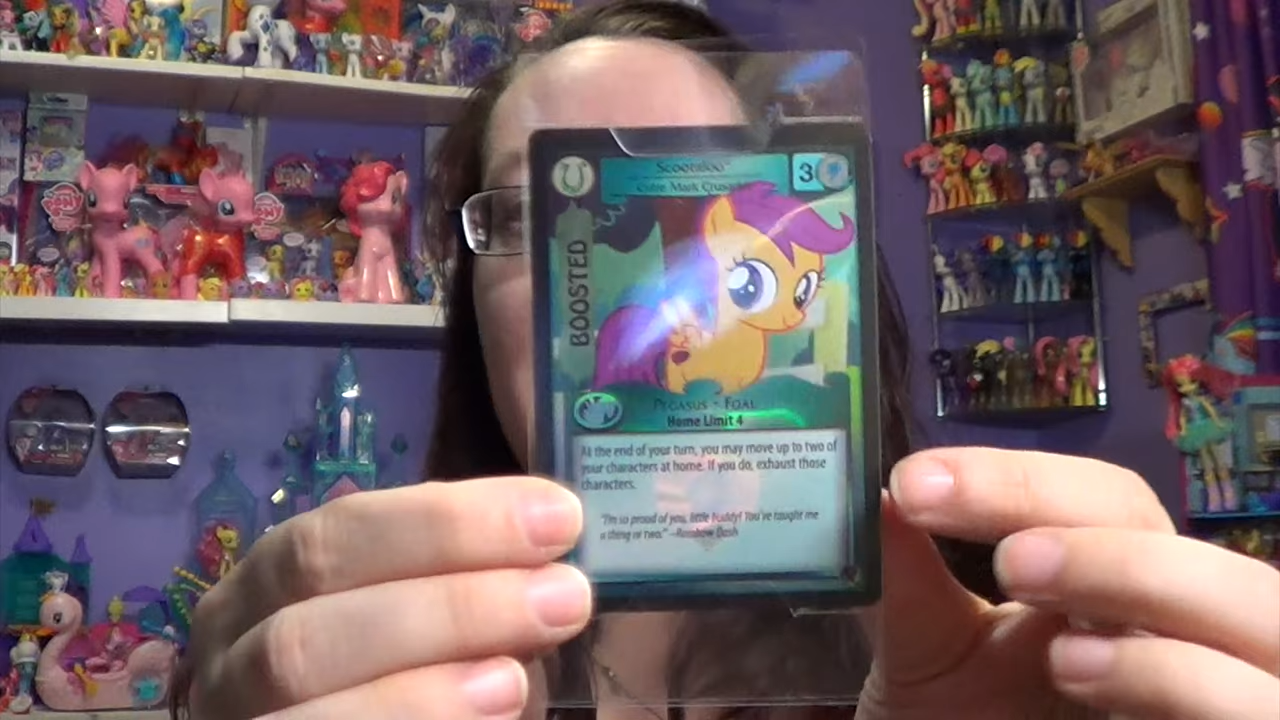 Scootaloo™
Cutie Mark Crusader
3
BOOSTED
Pegasus • Foal
Home Limit 4
At the end of your turn, you may move up to two of
your characters at home. If you do, exhaust those
characters.
"I'm so proud of you, little buddy! You've taught me
a thing or two." –Rainbow Dash